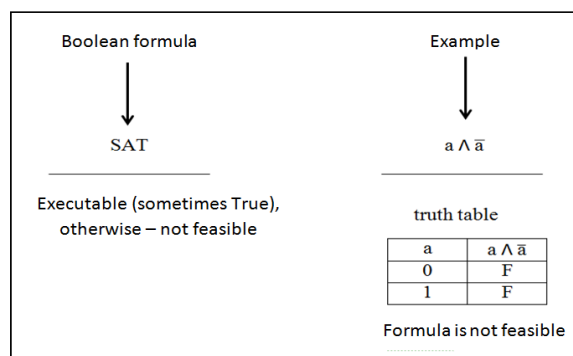 Boolean formula
SAT
Executable (sometimes True),
otherwise – not feasible
Example
a Λ a̅
truth table
a a Λ a̅
0 F
1 F
Formula is not feasible